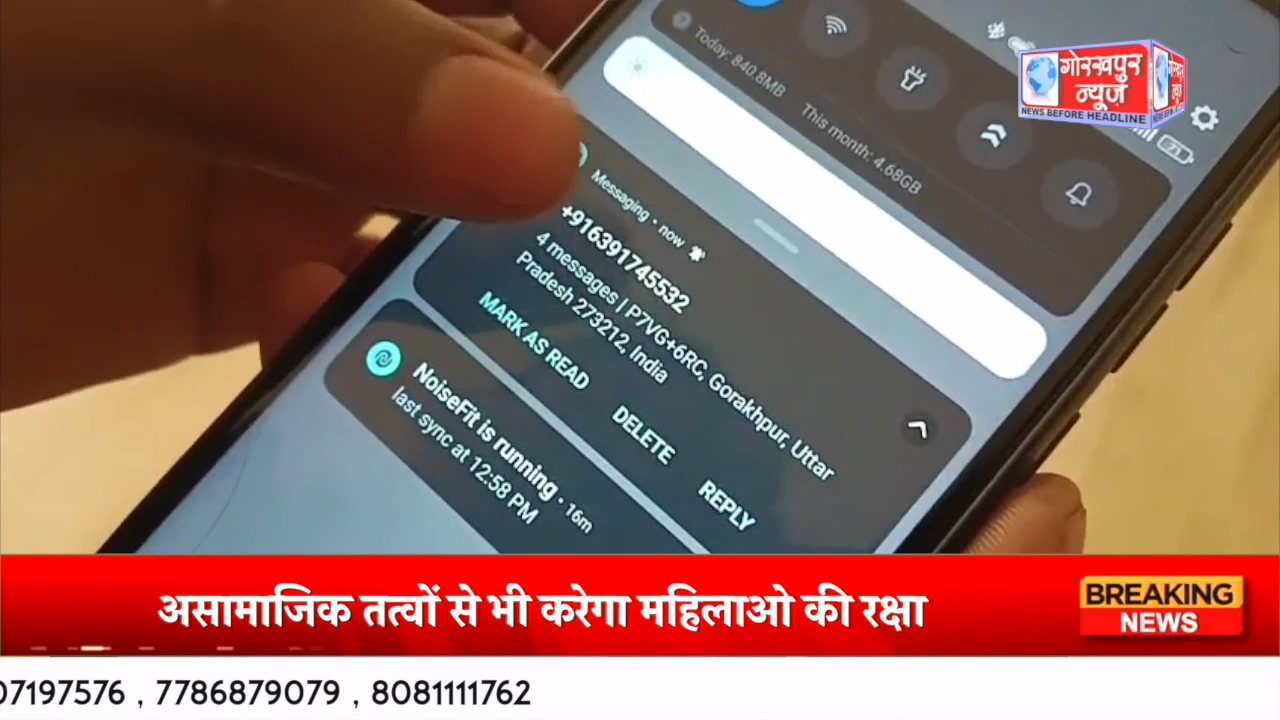 Today: 840.8MB
This month: 4.68GB
71
गोरखपुर
न्यूज़
NEWS BEFORE HEADLINE
Messaging • now
+916391745532
4 messages | P7VG+6RC, Gorakhpur, Uttar
Pradesh 273212, India
MARK AS READ
DELETE
REPLY
NoiseFit is running • 16m
last sync at 12:58 PM
असामाजिक तत्वों से भी करेगा महिलाओ की रक्षा
BREAKING
NEWS
07197576 , 7786879079 , 8081111762